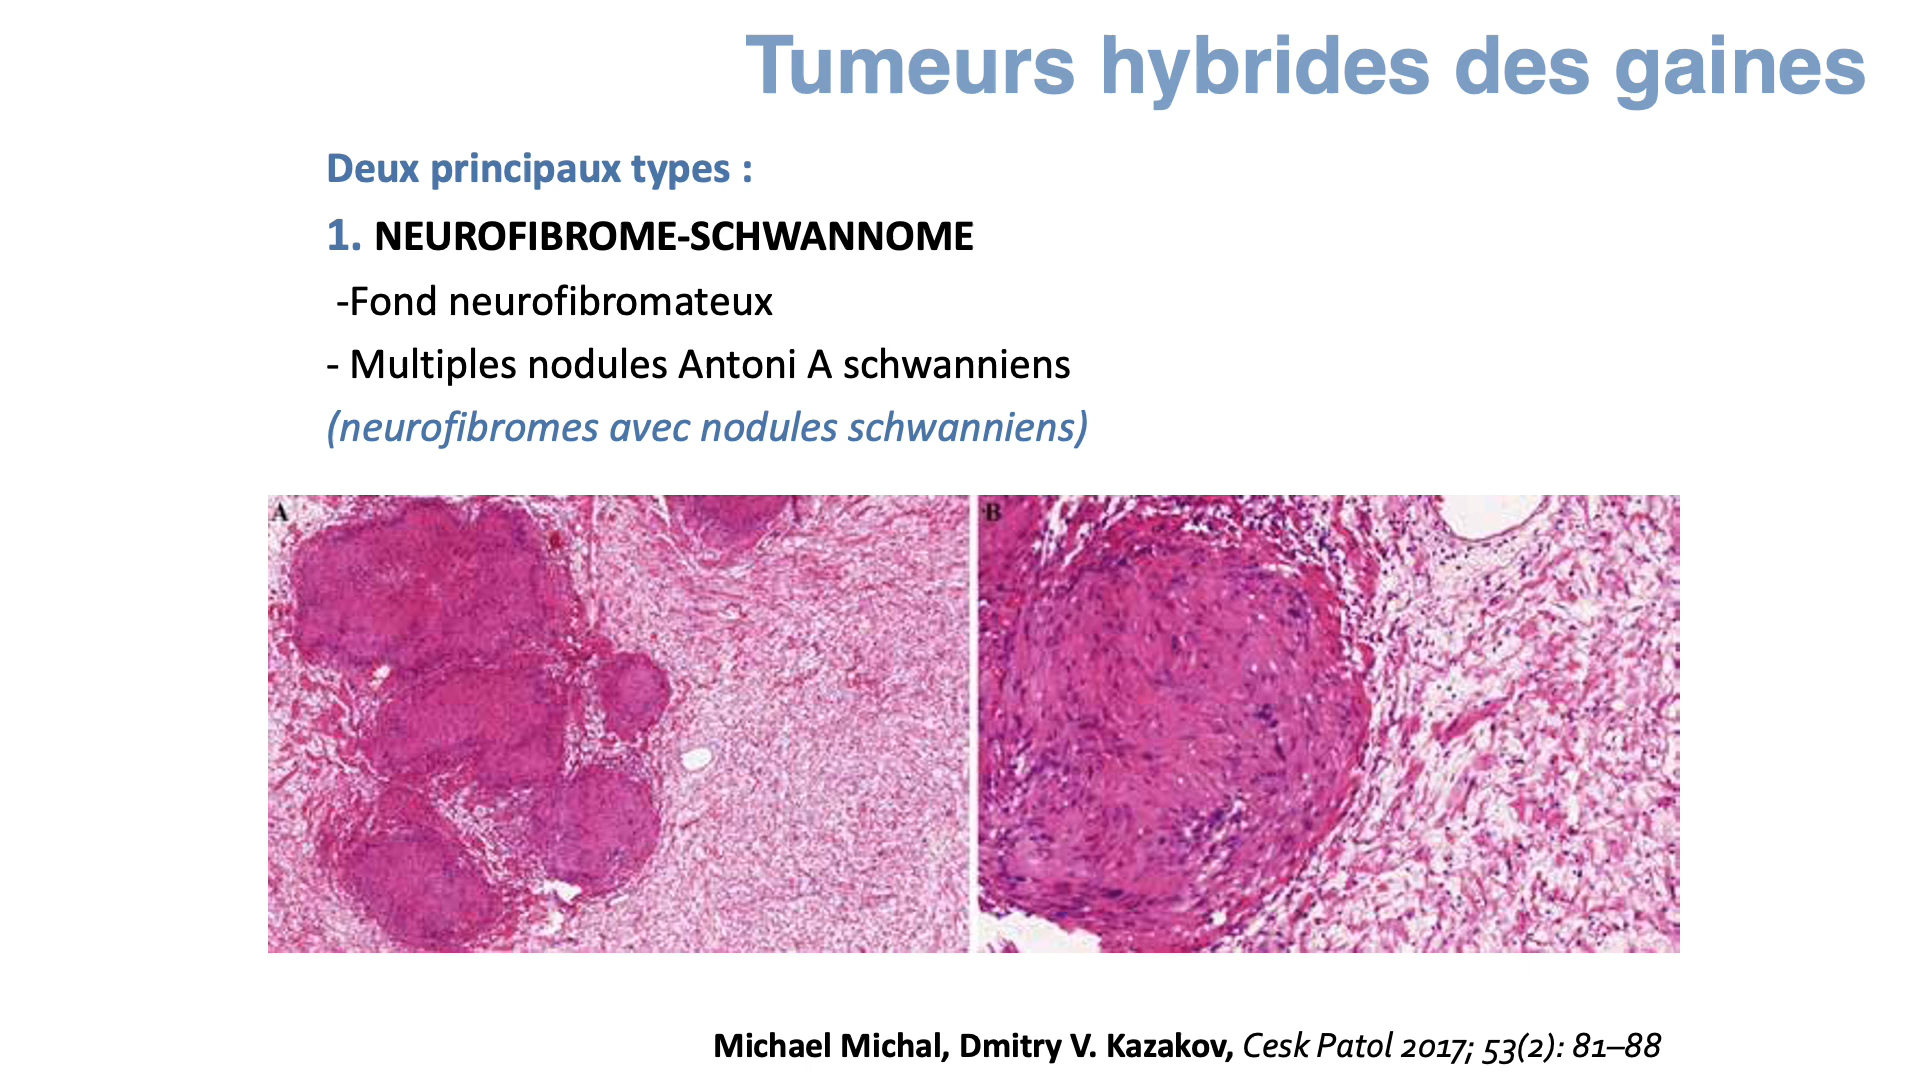 Tumeurs hybrides des gaines
Deux principaux types :
1. NEUROFIBROME-SCHWANNOME
-Fond neurofibromateux
- Multiples nodules Antoni A schwanniens
(neurofibromes avec nodules schwanniens)
A
B
Michael Michal, Dmitry V. Kazakov, Cesk Patol 2017; 53(2): 81–88